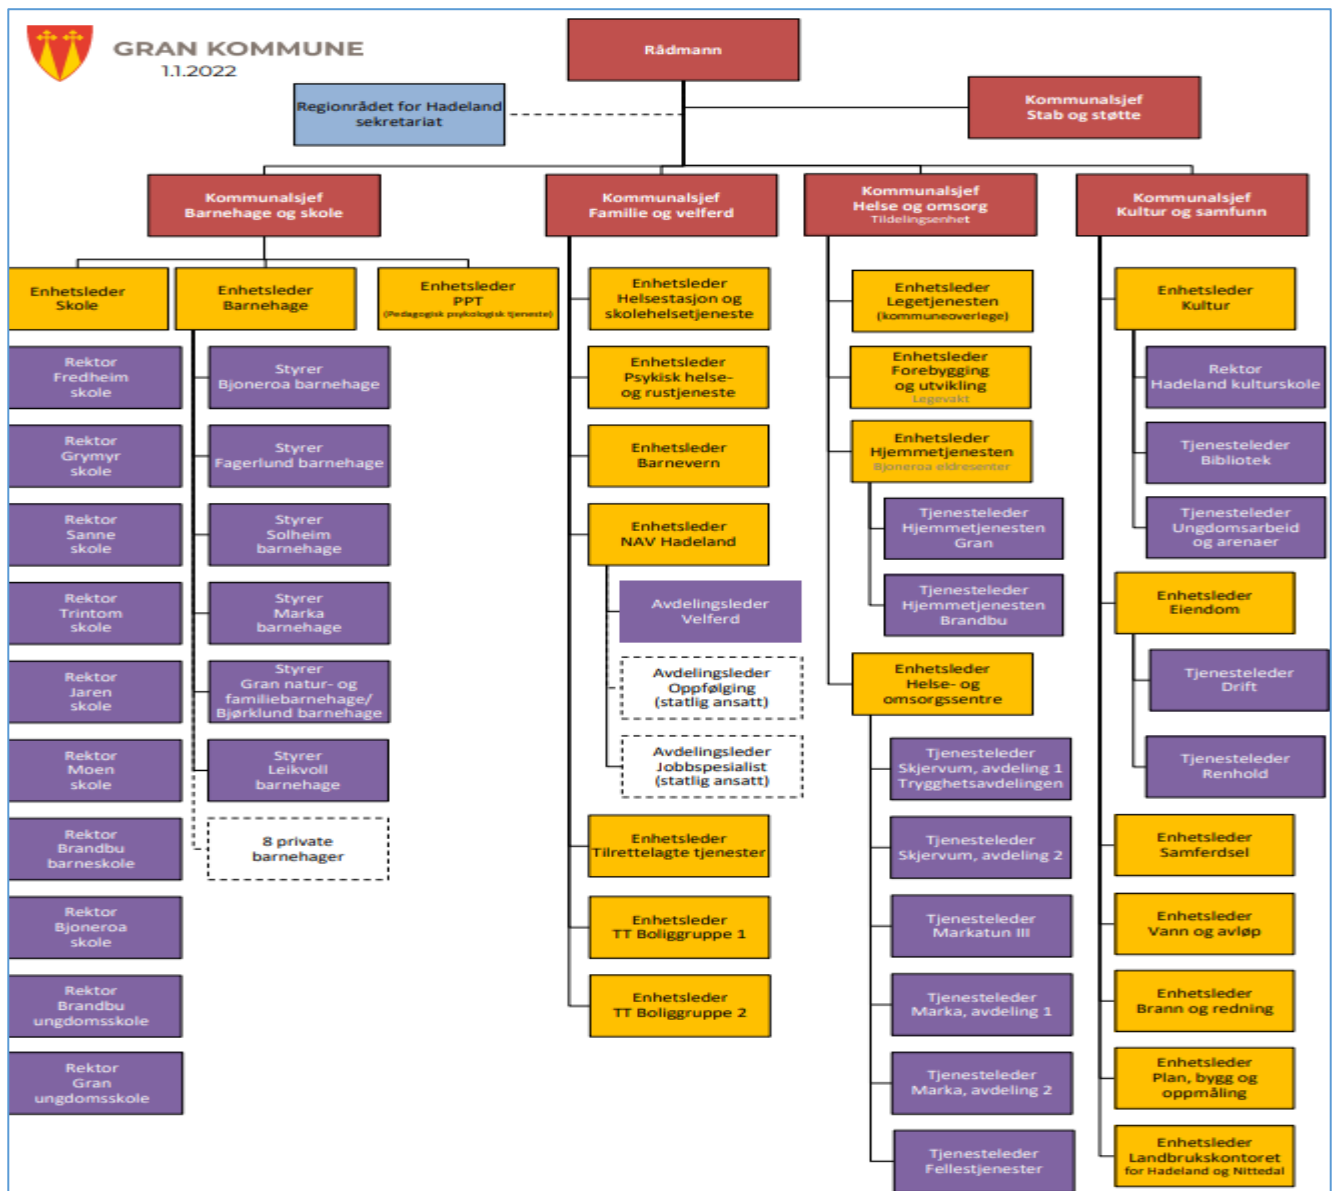 GRAN KOMMUNE
1.1.2022
Rådmann
Regionrådet for Hadeland
sekretariat
Kommunalsjef
Stab og støtte
Kommunalsjef
Barnehage og skole
Kommunalsjef
Familie og velferd
Kommunalsjef
Helse og omsorg
Tildelingsenhet
Kommunalsjef
Kultur og samfunn
Enhetsleder
Skole
Rektor
Fredheim
skole
Rektor
Grymyr
skole
Rektor
Sanne
skole
Rektor
Trintom
skole
Rektor
Jaren
skole
Rektor
Moen
skole
Rektor
Brandbu
barneskole
Rektor
Bjoneroa
skole
Rektor
Brandbu
ungdomsskole
Rektor
Gran
ungdomsskole
Enhetsleder
Barnehage
Styrer
Bjoneroa barnehage
Styrer
Fagerlund barnehage
Styrer
Solheim
barnehage
Styrer
Marka
barnehage
Styrer
Gran natur- og
familiebarnehage/
Bjørklund barnehage
Styrer
Leikvoll
barnehage
8 private
barnehager
Enhetsleder
PPT
(Pedagogisk psykologisk tjeneste)
Enhetsleder
Helsestasjon og
skolehelsetjeneste
Enhetsleder
Psykisk helse-
og rustjeneste
Enhetsleder
Barnevern
Enhetsleder
NAV Hadeland
Avdelingsleder
Velferd
Avdelingsleder
Oppfølging
(statlig ansatt)
Avdelingsleder
Jobbspesialist
(statlig ansatt)
Enhetsleder
Tilrettelagte tjenester
Enhetsleder
TT Boliggruppe 1
Enhetsleder
TT Boliggruppe 2
Enhetsleder
Legetjenesten
(kommuneoverlege)
Enhetsleder
Forebygging
og utvikling
Legevakt
Enhetsleder
Hjemmetjenesten
Bjoneroa eldresenter
Tjenesteleder
Hjemmetjenesten
Gran
Tjenesteleder
Hjemmetjenesten
Brandbu
Enhetsleder
Helse- og
omsorgssentre
Tjenesteleder
Skjervum, avdeling 1
Trygghetsavdelingen
Tjenesteleder
Skjervum, avdeling 2
Tjenesteleder
Markatun III
Tjenesteleder
Marka, avdeling 1
Tjenesteleder
Marka, avdeling 2
Tjenesteleder
Fellestjenester
Enhetsleder
Kultur
Rektor
Hadeland kulturskole
Tjenesteleder
Bibliotek
Tjenesteleder
Ungdomsarbeid
og arenaer
Enhetsleder
Eiendom
Tjenesteleder
Drift
Tjenesteleder
Renhold
Enhetsleder
Samferdsel
Enhetsleder
Vann og avløp
Enhetsleder
Brann og redning
Enhetsleder
Plan, bygg og
oppmåling
Enhetsleder
Landbrukskontoret
for Hadeland og Nittedal